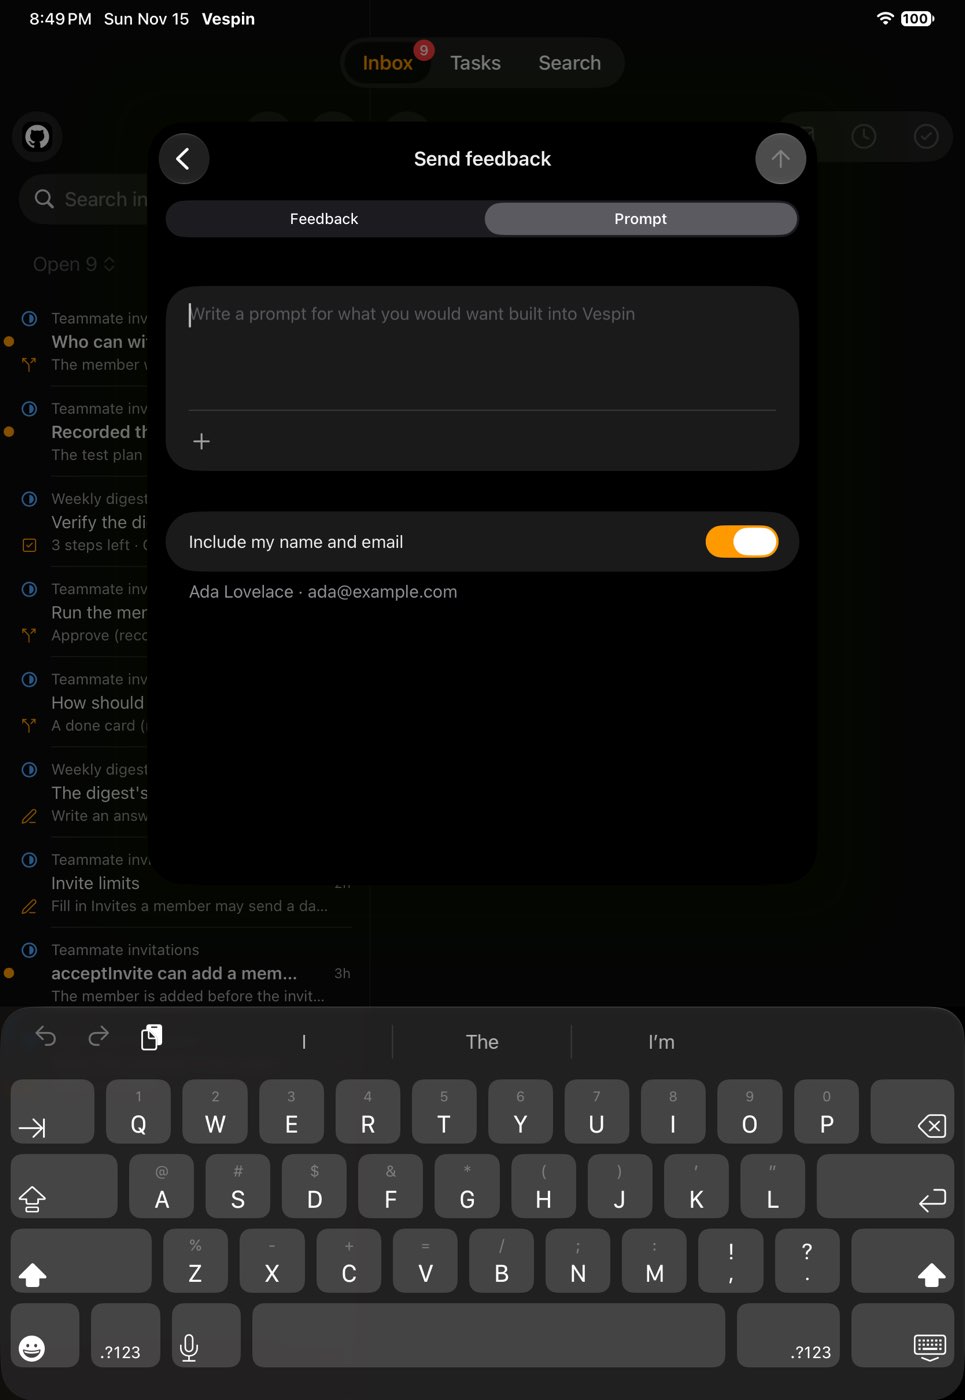 8:49 PM Sun Nov 15 Vespin
100
Inbox 9 Tasks Search
Send feedback
Search in
Feedback Prompt
Open 9
Write a prompt for what you would want built into Vespin
Teammate inv
Who can wi
The member
Teammate inv
Recorded th
The test plan
Weekly digest
Verify the di
3 steps left ·
Teammate inv
Run the mer
Approve (reco
Teammate inv
How should
A done card (
Weekly digest
The digest's
Write an answ
Include my name and email
Ada Lovelace · ada@example.com
Teammate invi
Invite limits
Fill in Invites a member may send a da...
Teammate invitations
acceptInvite can add a mem... 3h
The member is added before the invit...
I The I'm
1 2 3 4 5 6 7 8 9 0
Q W E R T Y U I O P
@ # $ & * ( ) ' "
A S D F G H J K L
% - + = / ; : ! ?
Z X C V B N M , .
.?123 .?123